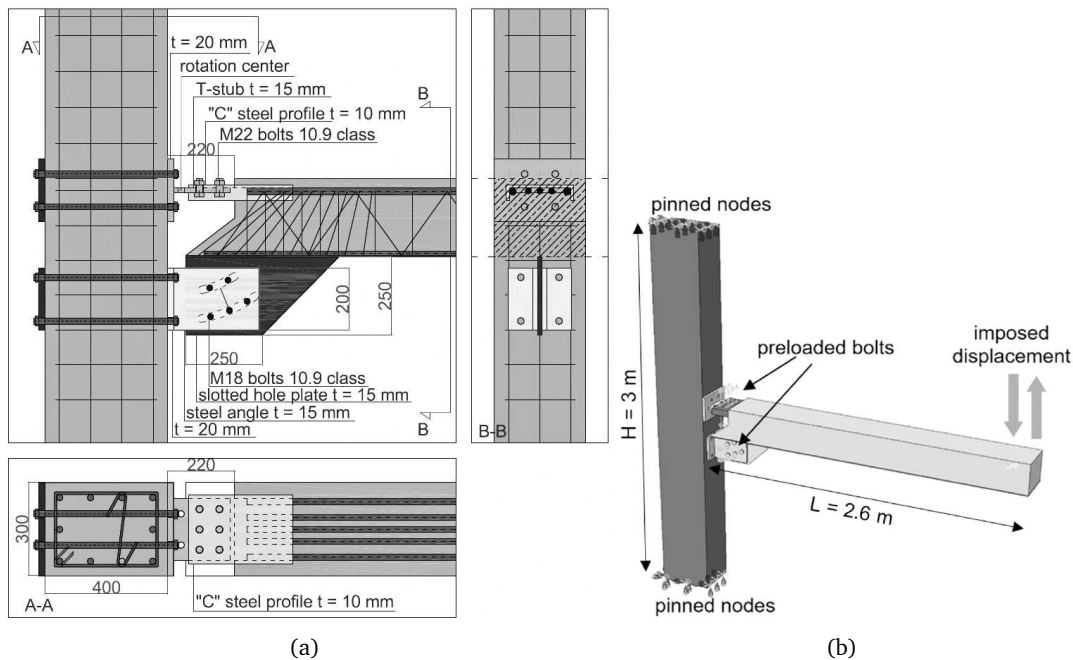 A
A
t = 20 mm
rotation center
T-stub t = 15 mm
B
"C" steel profile t = 10 mm
M22 bolts 10.9 class
220
200
250
250
M18 bolts 10.9 class
slotted hole plate t = 15 mm
steel angle t = 15 mm
t = 20 mm
B
B-B
220
300
400
A-A
"C" steel profile t = 10 mm
pinned nodes
H = 3 m
preloaded bolts
imposed
displacement
L = 2.6 m
pinned nodes
(a)
(b)